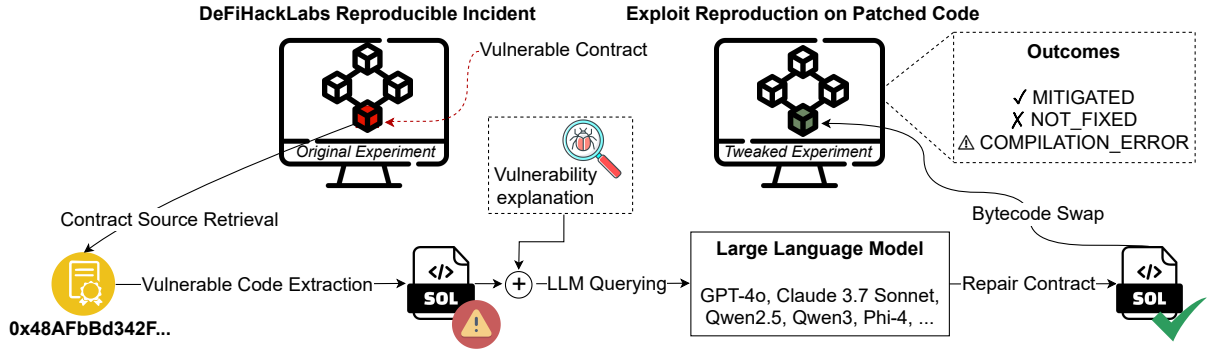 DeFiHackLabs Reproducible Incident
Exploit Reproduction on Patched Code
Vulnerable Contract
Original Experiment
Tweaked Experiment
Outcomes
✓ MITIGATED
✗ NOT_FIXED
⚠ COMPILATION_ERROR
Vulnerability
explanation
Contract Source Retrieval
Bytecode Swap
Vulnerable Code Extraction
</>
SOL
LLM Querying
Large Language Model
GPT-4o, Claude 3.7 Sonnet,
Qwen2.5, Qwen3, Phi-4, ...
Repair Contract
</>
SOL
0x48AFbBd342F...